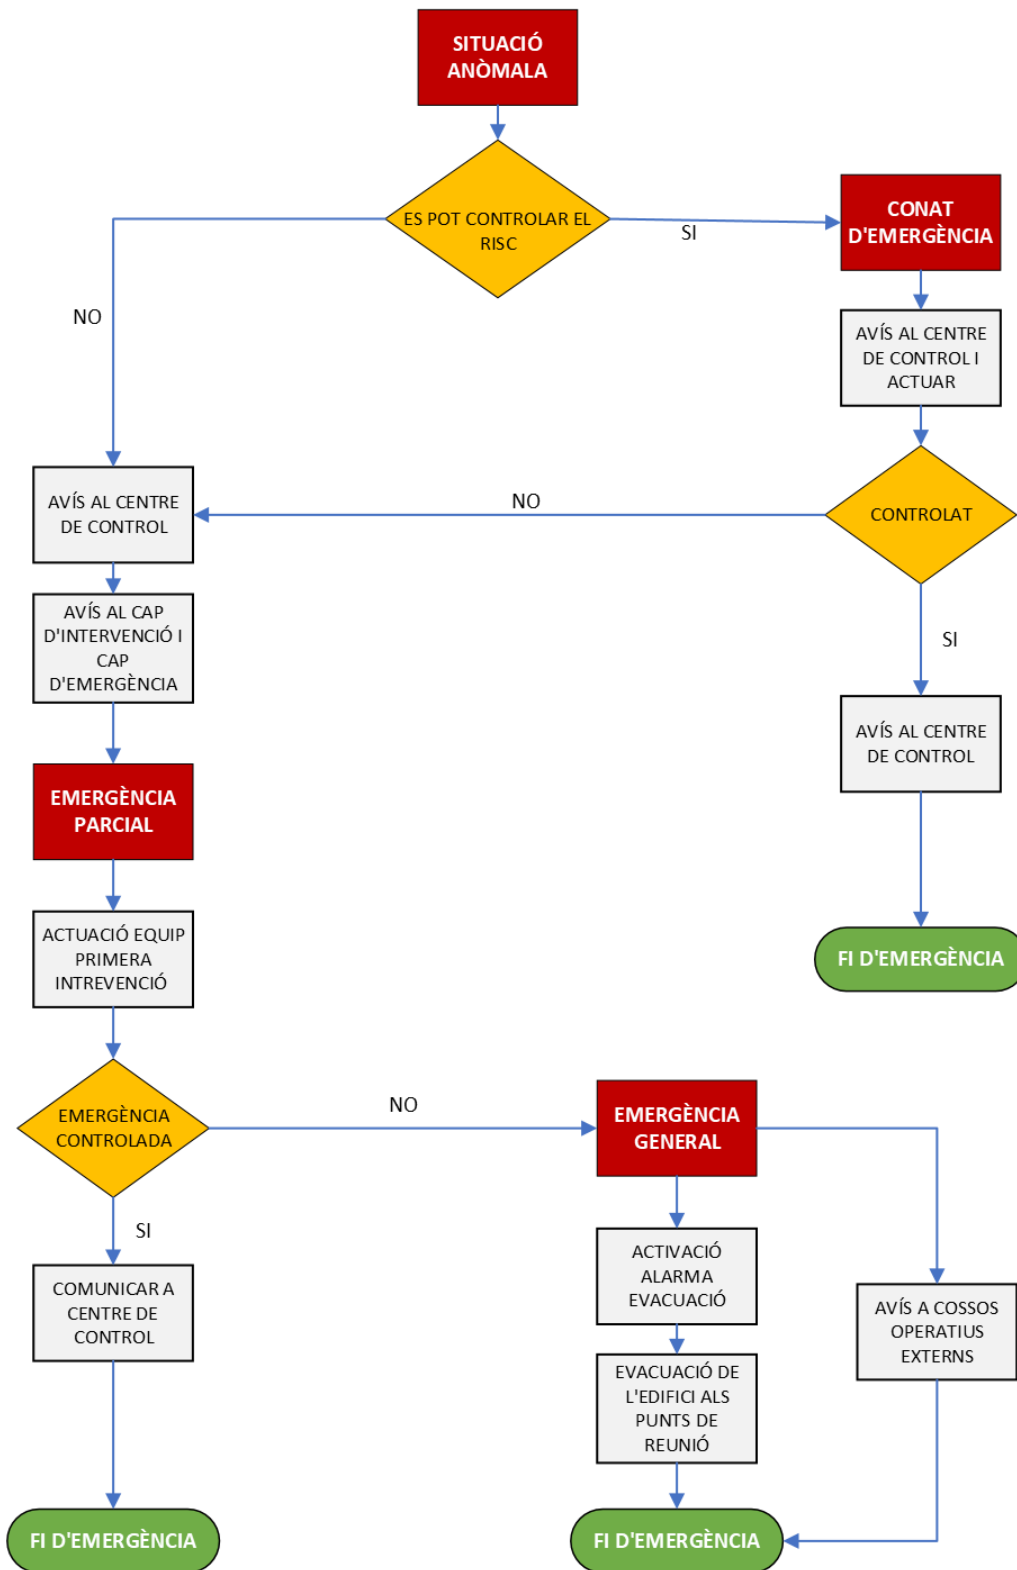 SITUACIÓ
ANÒMALA
ES POT CONTROLAR EL
RISC
SI
CONAT
D'EMERGÈNCIA
NO
AVÍS AL CENTRE
DE CONTROL I
ACTUAR
AVÍS AL CENTRE
DE CONTROL
NO
CONTROLAT
AVÍS AL CAP
D'INTERVENCIÓ I
CAP
D'EMERGÈNCIA
SI
AVÍS AL CENTRE
DE CONTROL
EMERGÈNCIA
PARCIAL
ACTUACIÓ EQUIP
PRIMERA
INTREVENCIÓ
FI D'EMERGÈNCIA
EMERGÈNCIA
CONTROLADA
NO
EMERGÈNCIA
GENERAL
SI
ACTIVACIÓ
ALARMA
EVACUACIÓ
COMUNICAR A
CENTRE DE
CONTROL
AVÍS A COSSOS
OPERATIUS
EXTERNS
EVACUACIÓ DE
L'EDIFICI ALS
PUNTS DE
REUNIÓ
FI D'EMERGÈNCIA
FI D'EMERGÈNCIA